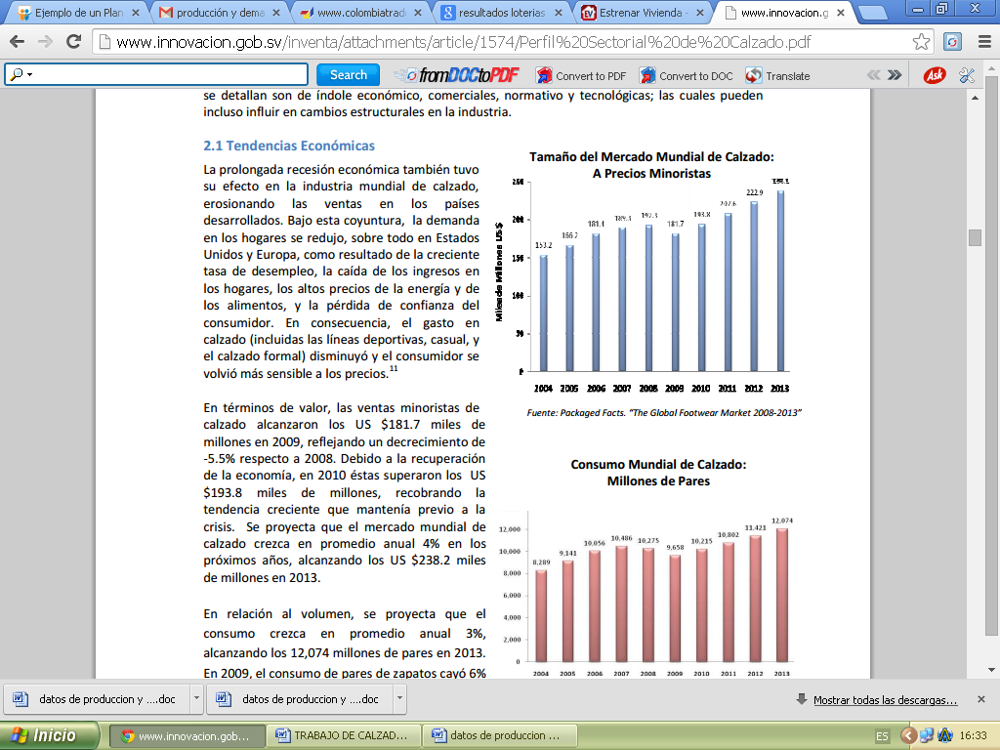 Ejemplo de un Plan
producción y dema
www.colombiatrad
resultados loterias
Estrenar Vivienda -
www.innovacion.g
www.innovacion.gob.sv/inventa/attachments/article/1574/Perfil%20Sectorial%20de%20Calzado.pdf
Search
fromDOCtoPDF
Convert to PDF
Convert to DOC
Translate
Ask
se detallan son de índole económico, comerciales, normativo y tecnológicas; las cuales pueden
incluso influir en cambios estructurales en la industria.
2.1 Tendencias Económicas
La prolongada recesión económica también tuvo
su efecto en la industria mundial de calzado,
erosionando las ventas en los países
desarrollados. Bajo esta coyuntura, la demanda
en los hogares se redujo, sobre todo en Estados
Unidos y Europa, como resultado de la creciente
tasa de desempleo, la caída de los ingresos en
los hogares, los altos precios de la energía y de
los alimentos, y la pérdida de confianza del
consumidor. En consecuencia, el gasto en
calzado (incluidas las líneas deportivas, casual, y
el calzado formal) disminuyó y el consumidor se
volvió más sensible a los precios.11
En términos de valor, las ventas minoristas de
calzado alcanzaron los US $181.7 miles de
millones en 2009, reflejando un decrecimiento de
-5.5% respecto a 2008. Debido a la recuperación
de la economía, en 2010 éstas superaron los US
$193.8 miles de millones, recobrando la
tendencia creciente que mantenía previo a la
crisis. Se proyecta que el mercado mundial de
calzado crezca en promedio anual 4% en los
próximos años, alcanzando los US $238.2 miles
de millones en 2013.
En relación al volumen, se proyecta que el
consumo crezca en promedio anual 3%,
alcanzando los 12,074 millones de pares en 2013.
En 2009, el consumo de pares de zapatos cayó 6%
Tamaño del Mercado Mundial de Calzado:
A Precios Minoristas
Miles de Millones US $
250
200
150
100
50
0
153.2
166.2
181.4
189.3
192.3
181.7
193.8
207.6
222.9
2004 2005 2006 2007 2008 2009 2010 2011 2012 2013
Fuente: Packaged Facts. "The Global Footwear Market 2008-2013"
Consumo Mundial de Calzado:
Millones de Pares
12,000
10,000
8,000
6,000
4,000
2,000
0
8,289
9,141
10,056
10,486
10,275
9,658
10,215
10,802
11,421
12,074
2004 2005 2006 2007 2008 2009 2010 2011 2012 2013
datos de produccion y ....doc
datos de produccion y ....doc
Mostrar todas las descargas...
Inicio
www.innovacion.gob...
TRABAJO DE CALZAD...
datos de produccion ...
ES
16:33